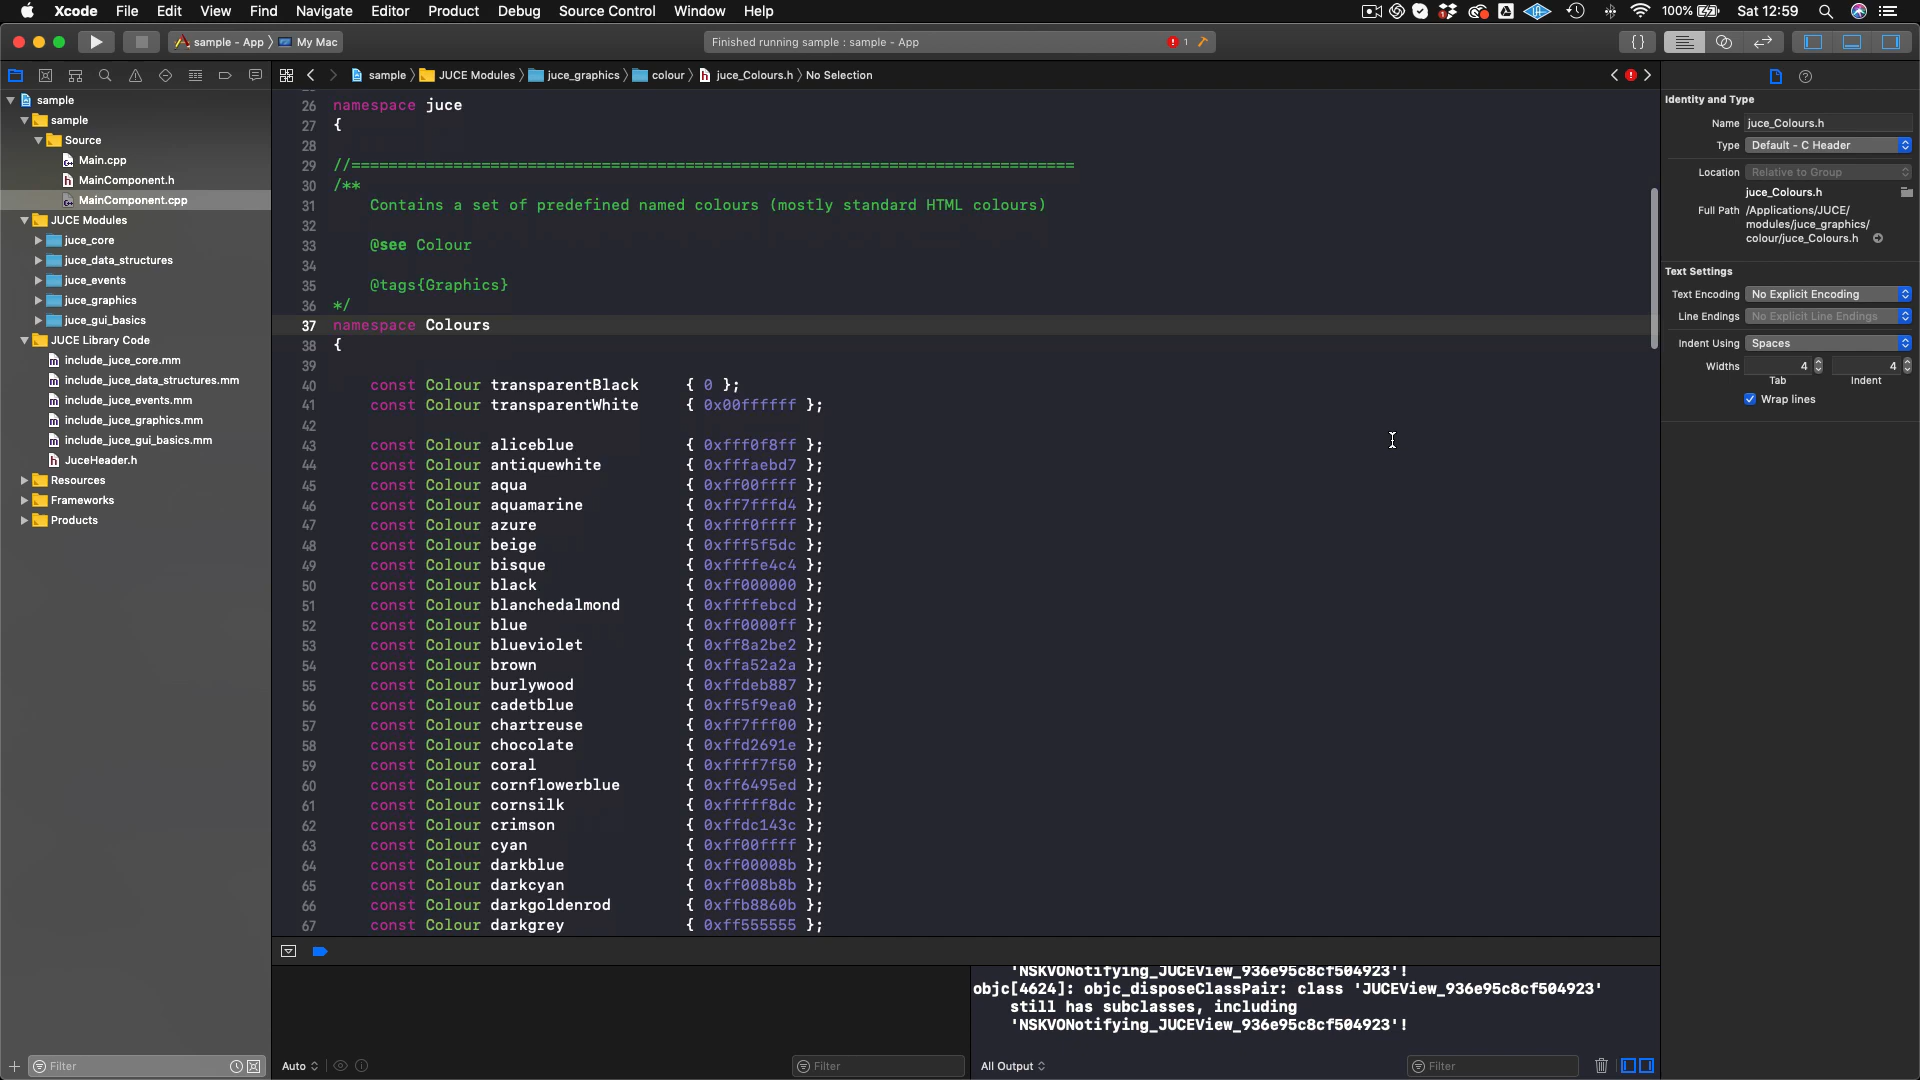 Xcode File Edit View Find Navigate Editor Product Debug Source Control Window Help 100% Sat 12:59
sample - App 〉 My Mac
Finished running sample : sample - App
1
sample 〉 JUCE Modules 〉 juce_graphics 〉 colour 〉 juce_Colours.h 〉 No Selection
sample
sample
Source
Main.cpp
MainComponent.h
MainComponent.cpp
JUCE Modules
juce_core
juce_data_structures
juce_events
juce_graphics
juce_gui_basics
JUCE Library Code
include_juce_core.mm
include_juce_data_structures.mm
include_juce_events.mm
include_juce_graphics.mm
include_juce_gui_basics.mm
JuceHeader.h
Resources
Frameworks
Products
Filter
26 namespace juce
27 {
28
29 //==============================================================================
30 /**
31 Contains a set of predefined named colours (mostly standard HTML colours)
32
33 @see Colour
34
35 @tags{Graphics}
36 */
37 namespace Colours
38 {
39
40 const Colour transparentBlack { 0 };
41 const Colour transparentWhite { 0x00ffffff };
42
43 const Colour aliceblue { 0xfff0f8ff };
44 const Colour antiquewhite { 0xfffaebd7 };
45 const Colour aqua { 0xff00ffff };
46 const Colour aquamarine { 0xff7fffd4 };
47 const Colour azure { 0xfff0ffff };
48 const Colour beige { 0xfff5f5dc };
49 const Colour bisque { 0xffffe4c4 };
50 const Colour black { 0xff000000 };
51 const Colour blanchedalmond { 0xffffebcd };
52 const Colour blue { 0xff0000ff };
53 const Colour blueviolet { 0xff8a2be2 };
54 const Colour brown { 0xffa52a2a };
55 const Colour burlywood { 0xffdeb887 };
56 const Colour cadetblue { 0xff5f9ea0 };
57 const Colour chartreuse { 0xff7fff00 };
58 const Colour chocolate { 0xffd2691e };
59 const Colour coral { 0xffff7f50 };
60 const Colour cornflowerblue { 0xff6495ed };
61 const Colour cornsilk { 0xfffff8dc };
62 const Colour crimson { 0xffdc143c };
63 const Colour cyan { 0xff00ffff };
64 const Colour darkblue { 0xff00008b };
65 const Colour darkcyan { 0xff008b8b };
66 const Colour darkgoldenrod { 0xffb8860b };
67 const Colour darkgrey { 0xff555555 };
Auto
Filter
'NSKVONotifying_JUCEView_936e95c8cf504923'!
objc[4624]: objc_disposeClassPair: class 'JUCEView_936e95c8cf504923'
still has subclasses, including
'NSKVONotifying_JUCEView_936e95c8cf504923'!
All Output
Filter
Identity and Type
Name juce_Colours.h
Type Default - C Header
Location Relative to Group
juce_Colours.h
Full Path /Applications/JUCE/
modules/juce_graphics/
colour/juce_Colours.h
Text Settings
Text Encoding No Explicit Encoding
Line Endings No Explicit Line Endings
Indent Using Spaces
Widths 4 4
Tab Indent
Wrap lines